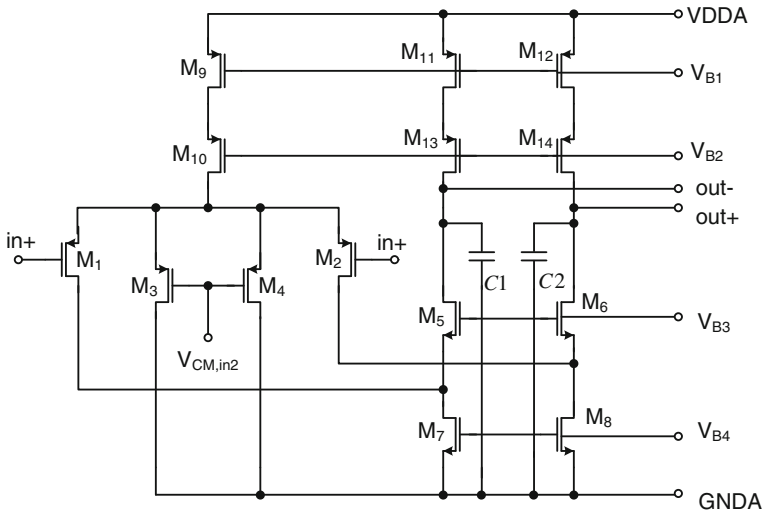 VDDA
M9
M11
M12
VB1
M10
M13
M14
VB2
out-
out+
in+
M1
M3
M4
M2
in+
C1
C2
M5
M6
VB3
VCM,in2
M7
M8
VB4
GNDA